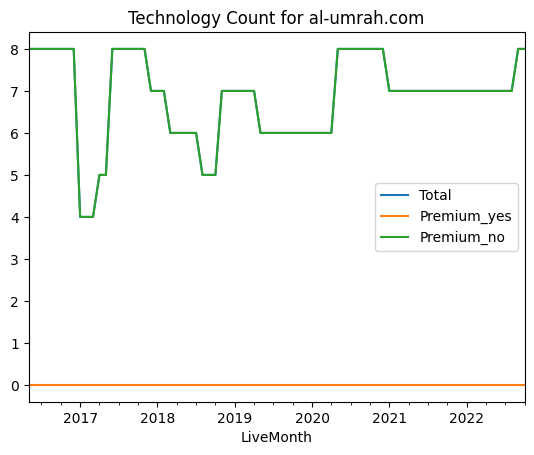 Technology Count for al-umrah.com
8
7
6
5
4
3
2
1
0
Total
Premium_yes
Premium_no
2017 2018 2019 2020 2021 2022
LiveMonth